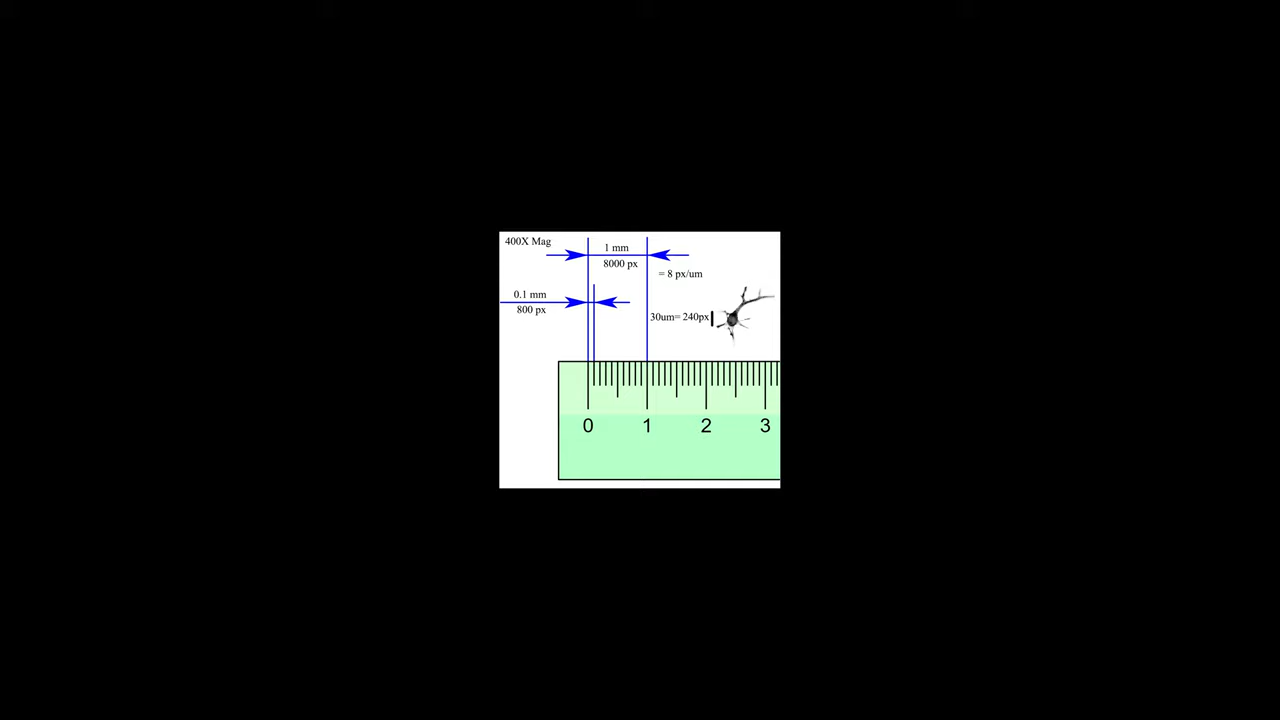 400X Mag
1 mm
8000 px
= 8 px/um
0.1 mm
800 px
30um= 240px
0 1 2 3